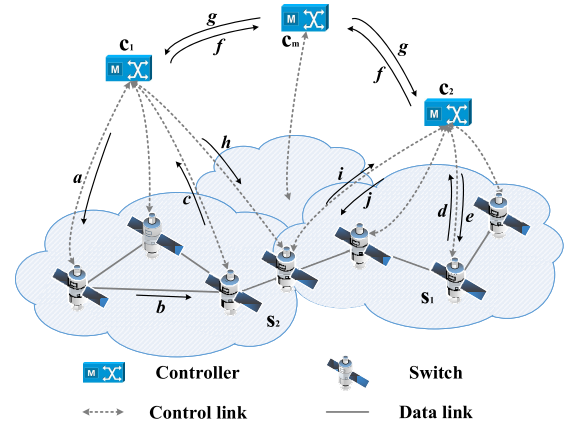 g
f
M
cₘ
c₁
M
g
f
c₂
M
h
a
i
c
j
d
e
b
s₂
s₁
M
Controller
Switch
Control link
Data link